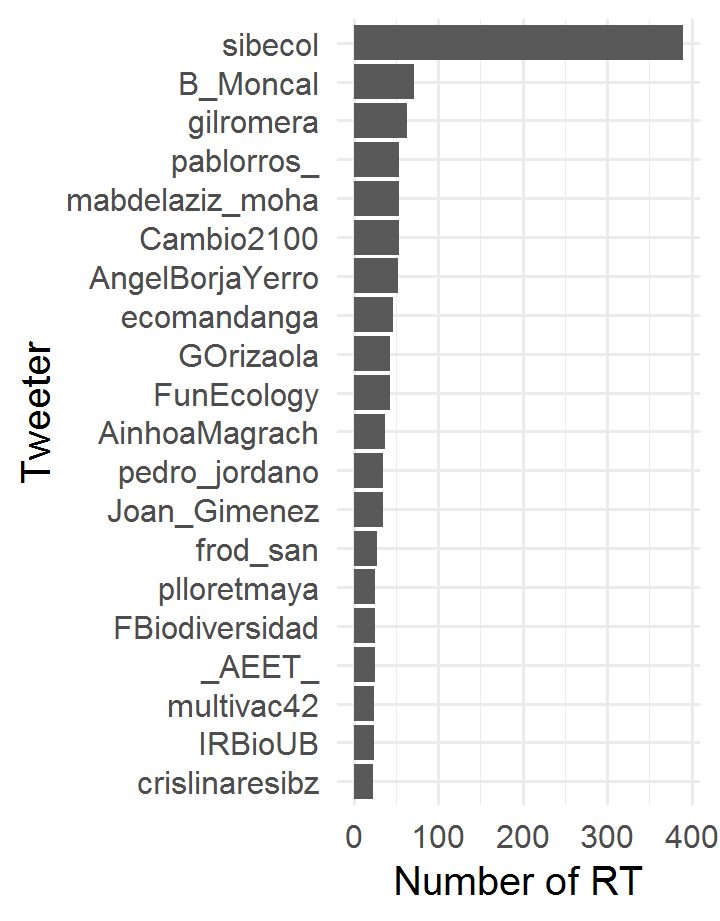 sibecol
B_Moncal
gilromera
pablorros_
mabdelaziz_moha
Cambio2100
AngelBorjaYerro
ecomandanga
GOrizaola
FunEcology
AinhoaMagrach
pedro_jordano
Joan_Gimenez
frod_san
plloretmaya
FBiodiversidad
_AEET_
multivac42
IRBioUB
crislinaresibz
Tweeter
0 100 200 300 400
Number of RT